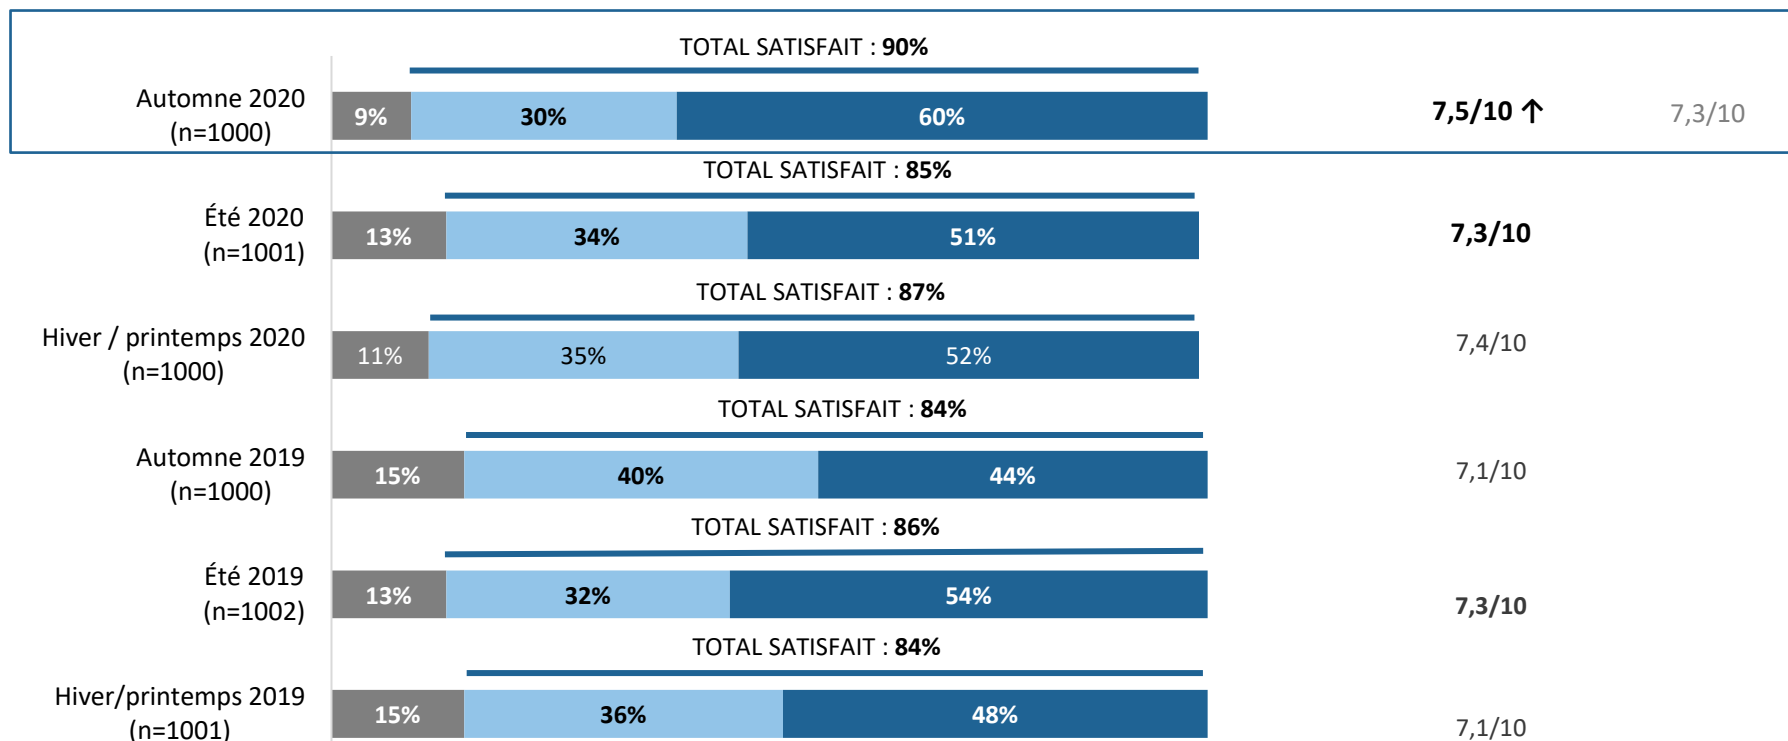 TOTAL SATISFAIT : 90%
Automne 2020
(n=1000)
9%
30%
60%
7,5/10 ↑
7,3/10
TOTAL SATISFAIT : 85%
Été 2020
(n=1001)
13%
34%
51%
7,3/10
TOTAL SATISFAIT : 87%
Hiver / printemps 2020
(n=1000)
11%
35%
52%
7,4/10
TOTAL SATISFAIT : 84%
Automne 2019
(n=1000)
15%
40%
44%
7,1/10
TOTAL SATISFAIT : 86%
Été 2019
(n=1002)
13%
32%
54%
7,3/10
TOTAL SATISFAIT : 84%
Hiver/printemps 2019
(n=1001)
15%
36%
48%
7,1/10